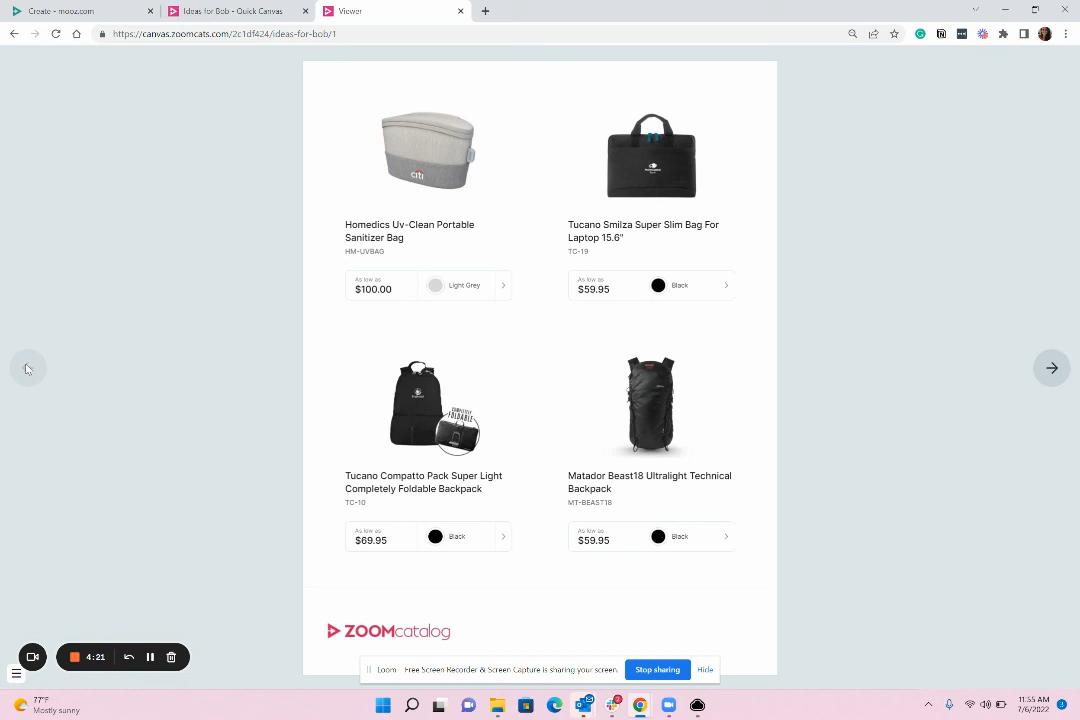 Create - mooz.com
Ideas for Bob - Quick Canvas
Viewer
https://canvas.zoomcats.com/2c1df424/ideas-for-bob/1
citi
Homedics Uv-Clean Portable
Sanitizer Bag
HM-UVBAG
As low as
$100.00
Light Grey
Tucano Smilza Super Slim Bag For
Laptop 15.6"
TC-19
As low as
$59.95
Black
COMPLETELY
FOLDABLE
Tucano Compatto Pack Super Light
Completely Foldable Backpack
TC-10
As low as
$69.95
Black
Matador Beast18 Ultralight Technical
Backpack
MT-BEAST18
As low as
$59.95
Black
ZOOMcatalog
4:21
Loom – Free Screen Recorder & Screen Capture is sharing your screen.
Stop sharing
Hide
77°F
Mostly sunny
2
11:55 AM
7/6/2022
3